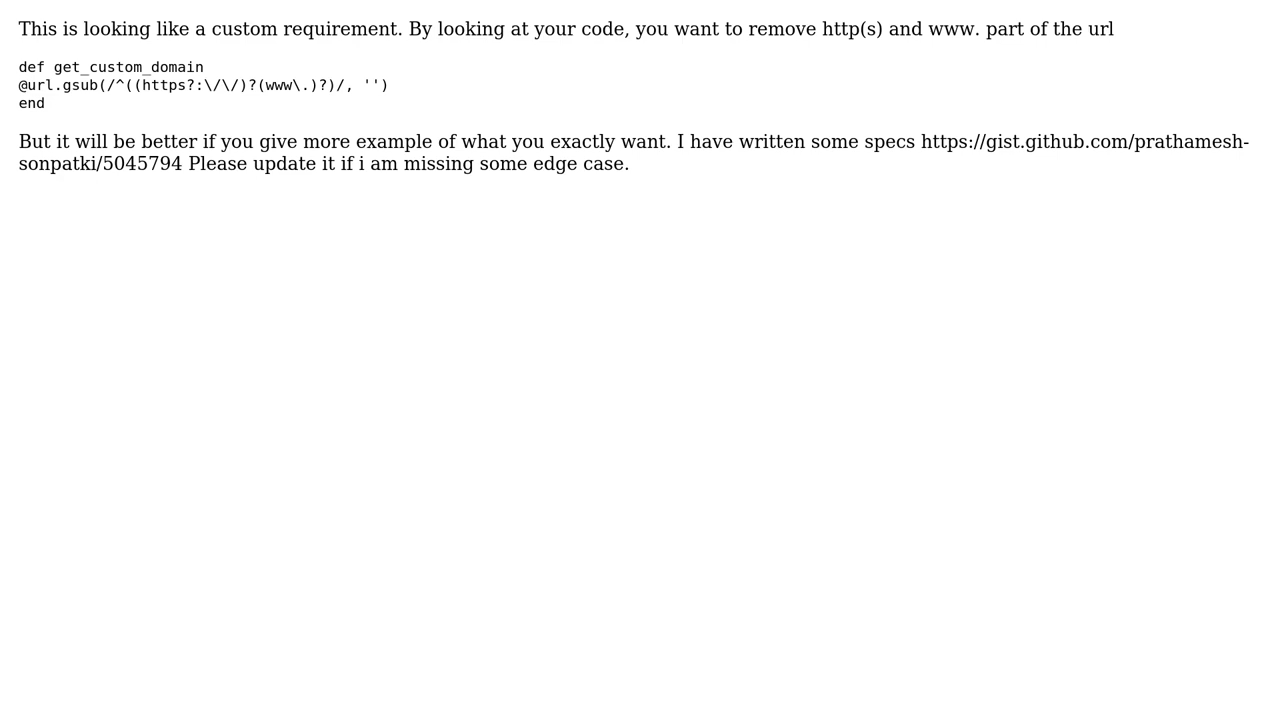 This is looking like a custom requirement. By looking at your code, you want to remove http(s) and www. part of the url
def get_custom_domain
@url.gsub(/^((https?:\/\/)?(www\.)?)/, '')
end
But it will be better if you give more example of what you exactly want. I have written some specs https://gist.github.com/prathamesh-
sonpatki/5045794 Please update it if i am missing some edge case.